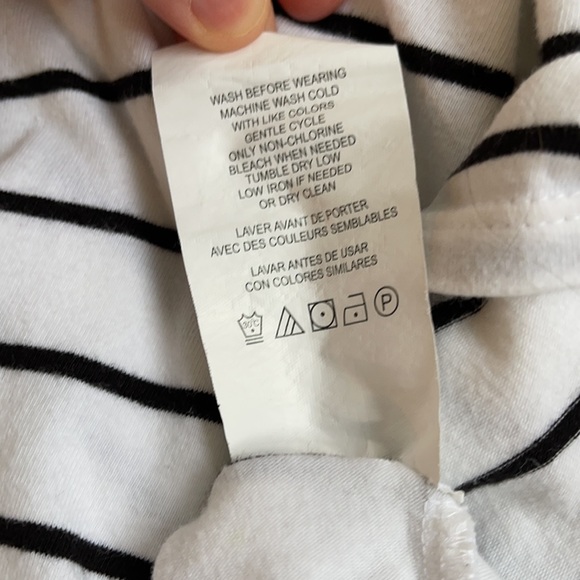 WASH BEFORE WEARING
MACHINE WASH COLD
WITH LIKE COLORS
GENTLE CYCLE
ONLY NON-CHLORINE
BLEACH WHEN NEEDED
TUMBLE DRY LOW
LOW IRON IF NEEDED
OR DRY CLEAN
LAVER AVANT DE PORTER
AVEC DES COULEURS SEMBLABLES
LAVAR ANTES DE USAR
CON COLORES SIMILARES
30°C P